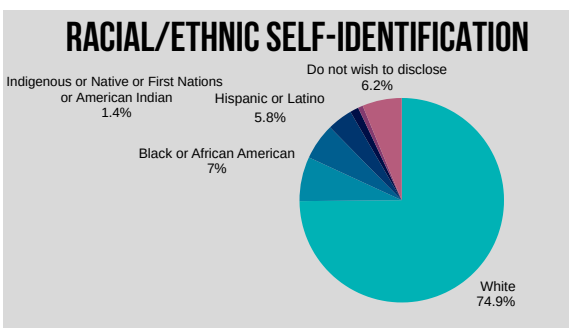 RACIAL/ETHNIC SELF-IDENTIFICATION
Do not wish to disclose
6.2%
Indigenous or Native or First Nations
or American Indian
1.4%
Hispanic or Latino
5.8%
Black or African American
7%
White
74.9%